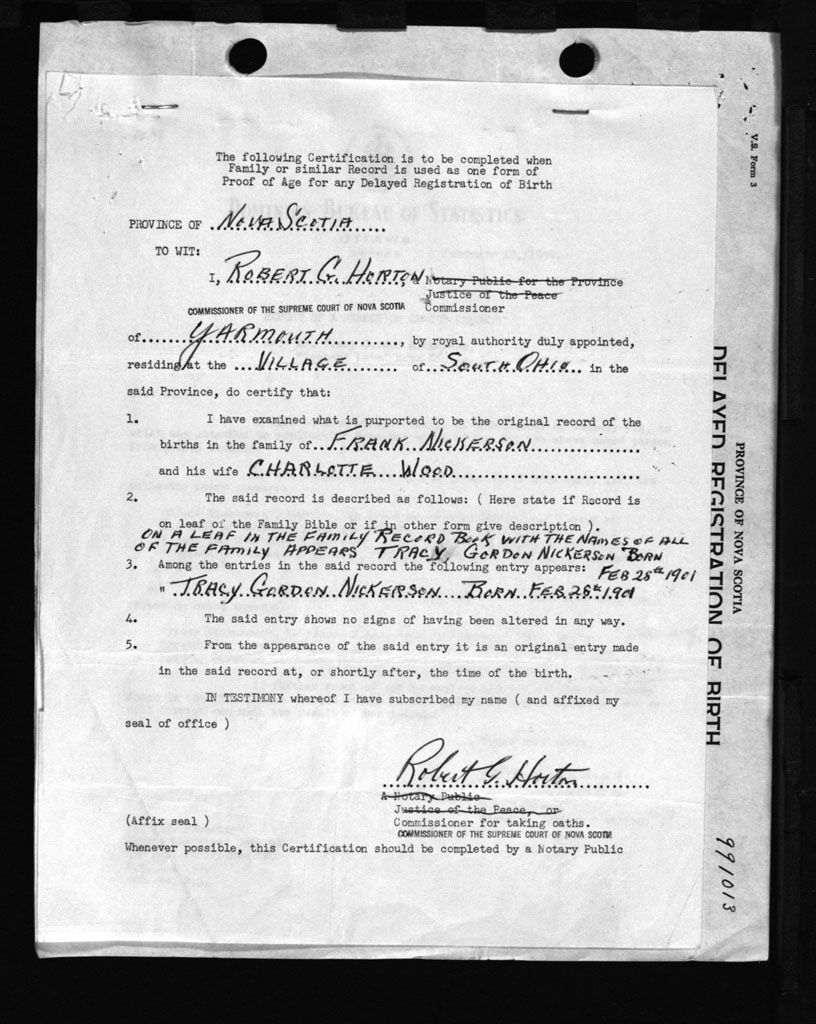 The following Certification is to be completed when
Family or similar Record is used as one form of
Proof of Age for any Delayed Registration of Birth
PROVINCE OF .NOVA SCOTIA......
TO WIT:
I, ROBERT G. HORTON, a Notary Public for the Province
Justice of the Peace
COMMISSIONER OF THE SUPREME COURT OF NOVA SCOTIA Commissioner
of......YARMOUTH..........., by royal authority duly appointed,
residing at the ...VILLAGE......... of ..SOUTH OHIO.. in the
said Province, do certify that:
1. I have examined what is purported to be the original record of the
births in the family of..FRANK NICKERSON................
and his wife CHARLOTTE WOOD............................
2. The said record is described as follows: ( Here state if Record is
on leaf of the Family Bible or if in other form give description ).
ON A LEAF IN THE FAMILY RECORD BOOK WITH THE NAMES OF ALL
OF THE FAMILY APPEARS TRACY GORDON NICKERSON BORN
FEB 28th 1901
3. Among the entries in the said record the following entry appears:
" TRACY GORDON NICKERSON BORN FEB 28th 1901
4. The said entry shows no signs of having been altered in any way.
5. From the appearance of the said entry it is an original entry made
in the said record at, or shortly after, the time of the birth.
IN TESTIMONY whereof I have subscribed my name ( and affixed my
seal of office )
Robert G. Horton
A Notary Public
Justice of the Peace, or
(Affix seal ) Commissioner for taking oaths.
COMMISSIONER OF THE SUPREME COURT OF NOVA SCOTIA
Whenever possible, this Certification should be completed by a Notary Public
V.S. Form 3
PROVINCE OF NOVA SCOTIA
DELAYED REGISTRATION OF BIRTH
991013